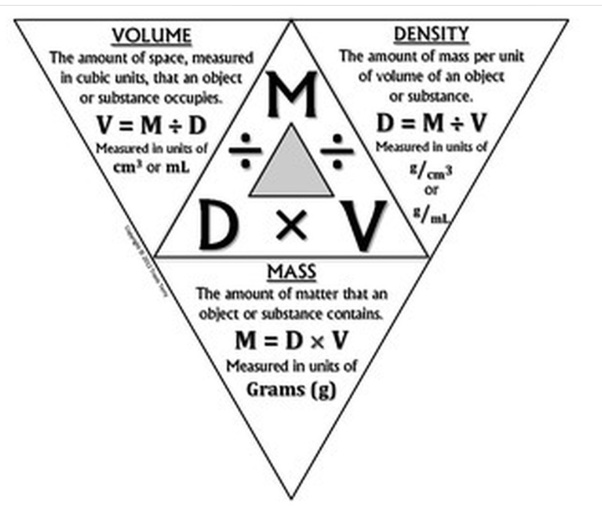 VOLUME
The amount of space, measured
in cubic units, that an object
or substance occupies.
V = M ÷ D
Measured in units of
cm³ or mL
DENSITY
The amount of mass per unit
of volume of an object
or substance.
D = M ÷ V
Measured in units of
g/cm³
or
g/mL
M
÷ ÷
D × V
MASS
The amount of matter that an
object or substance contains.
M = D × V
Measured in units of
Grams (g)
Copyright © 2013